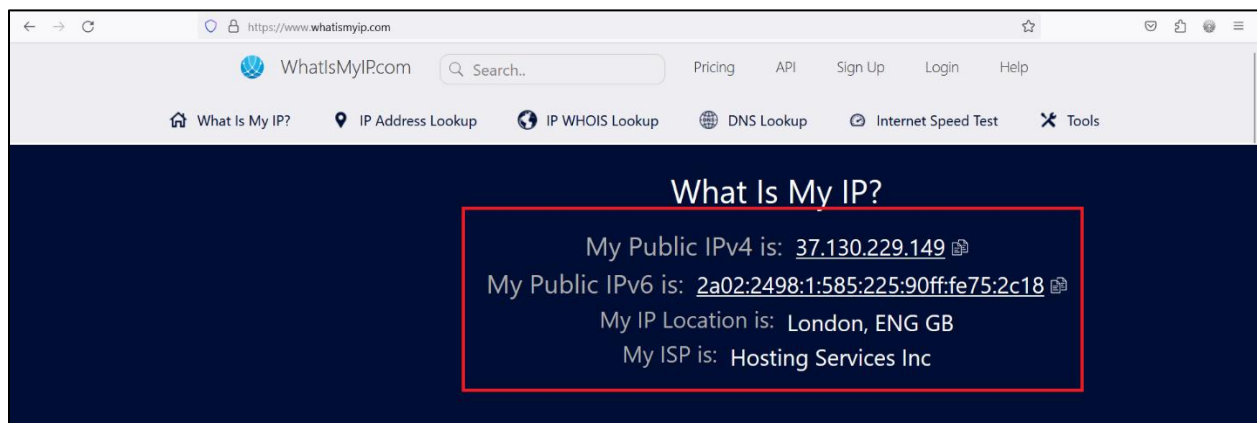 https://www.whatismyip.com
WhatIsMyIP.com Search.. Pricing API Sign Up Login Help
What Is My IP? IP Address Lookup IP WHOIS Lookup DNS Lookup Internet Speed Test Tools
What Is My IP?
My Public IPv4 is: 37.130.229.149
My Public IPv6 is: 2a02:2498:1:585:225:90ff:fe75:2c18
My IP Location is: London, ENG GB
My ISP is: Hosting Services Inc